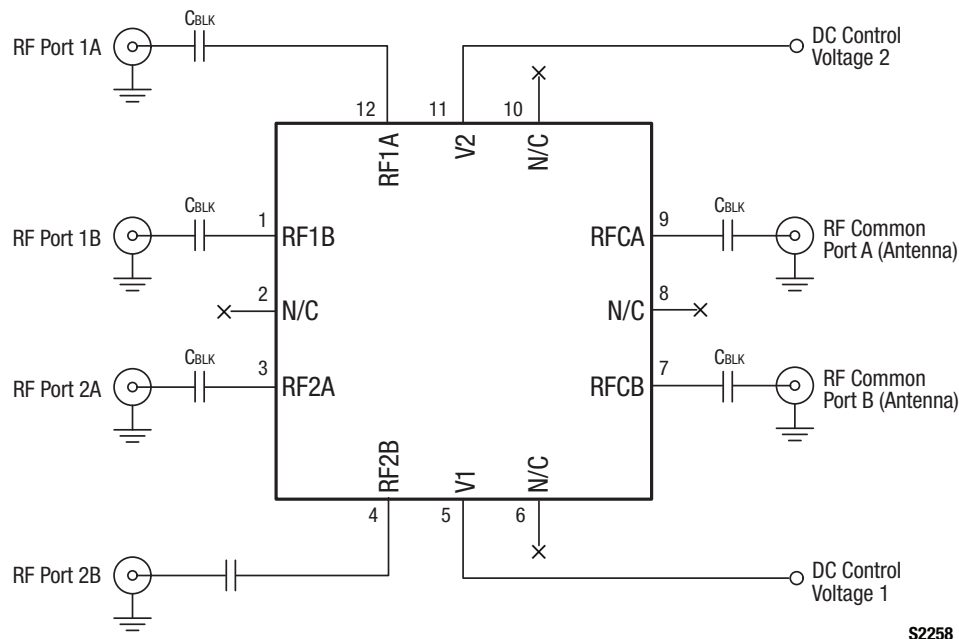 CBLK
RF Port 1A
DC Control
Voltage 2
12
11
10
RF1A
V2
N/C
CBLK
RF Port 1B
1
RF1B
RFCA
9
CBLK
RF Common
Port A (Antenna)
2
N/C
N/C
8
CBLK
RF Port 2A
3
RF2A
RFCB
7
CBLK
RF Common
Port B (Antenna)
RF2B
V1
N/C
4
5
6
RF Port 2B
DC Control
Voltage 1
S2258